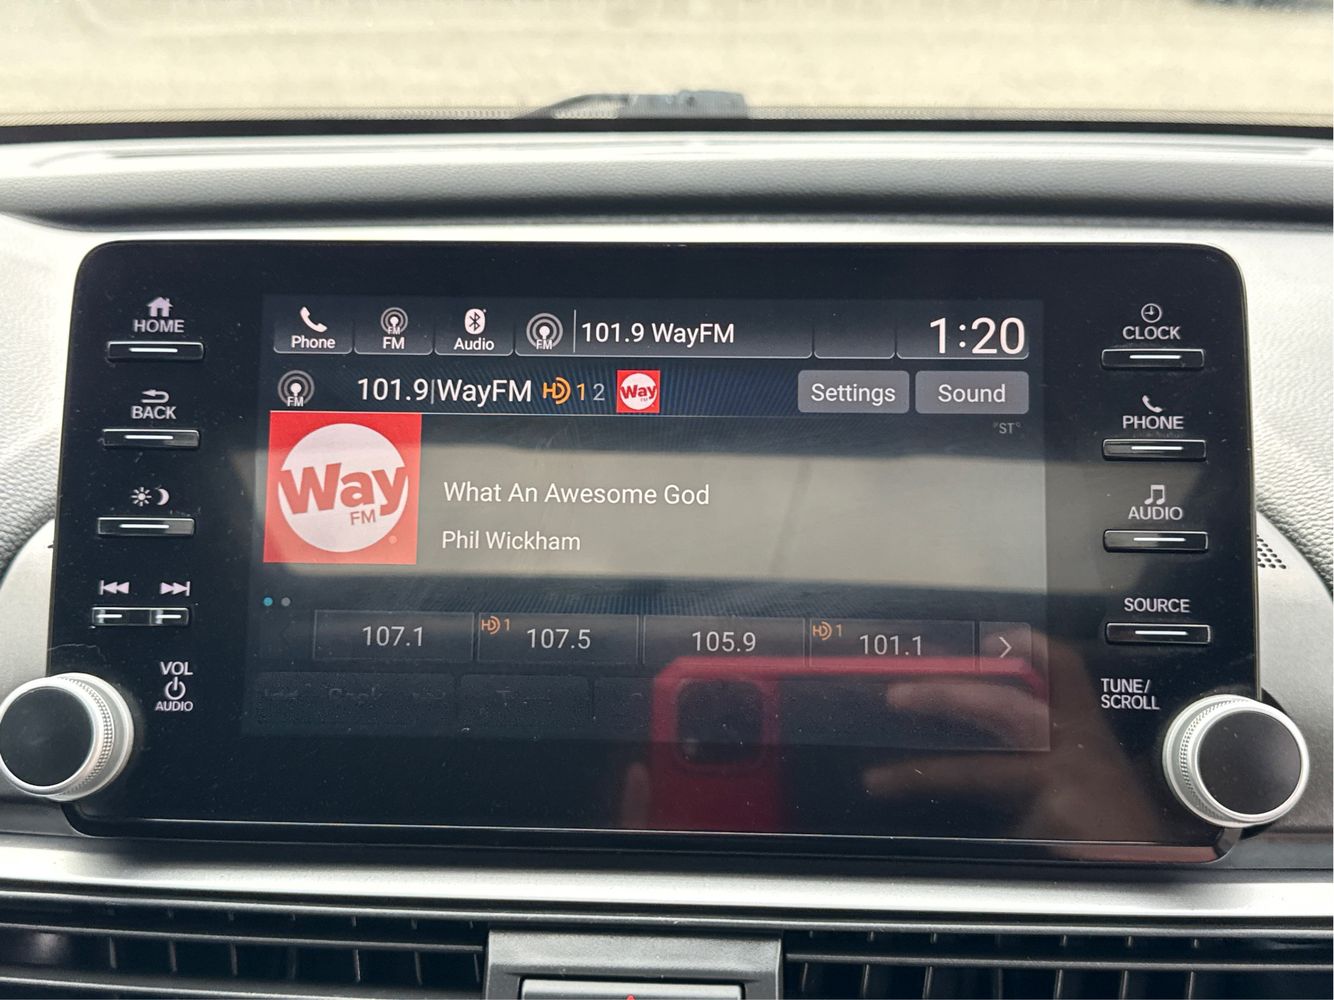 Phone
FM
FM
Audio
FM
101.9 WayFM
1:20
FM
101.9|WayFM HD 1 2
Way
FM
Settings
Sound
"ST"
Way
FM
What An Awesome God
Phil Wickham
107.1
HD 1
107.5
105.9
HD 1
101.1
HOME
BACK
VOL
AUDIO
CLOCK
PHONE
AUDIO
SOURCE
TUNE/
SCROLL